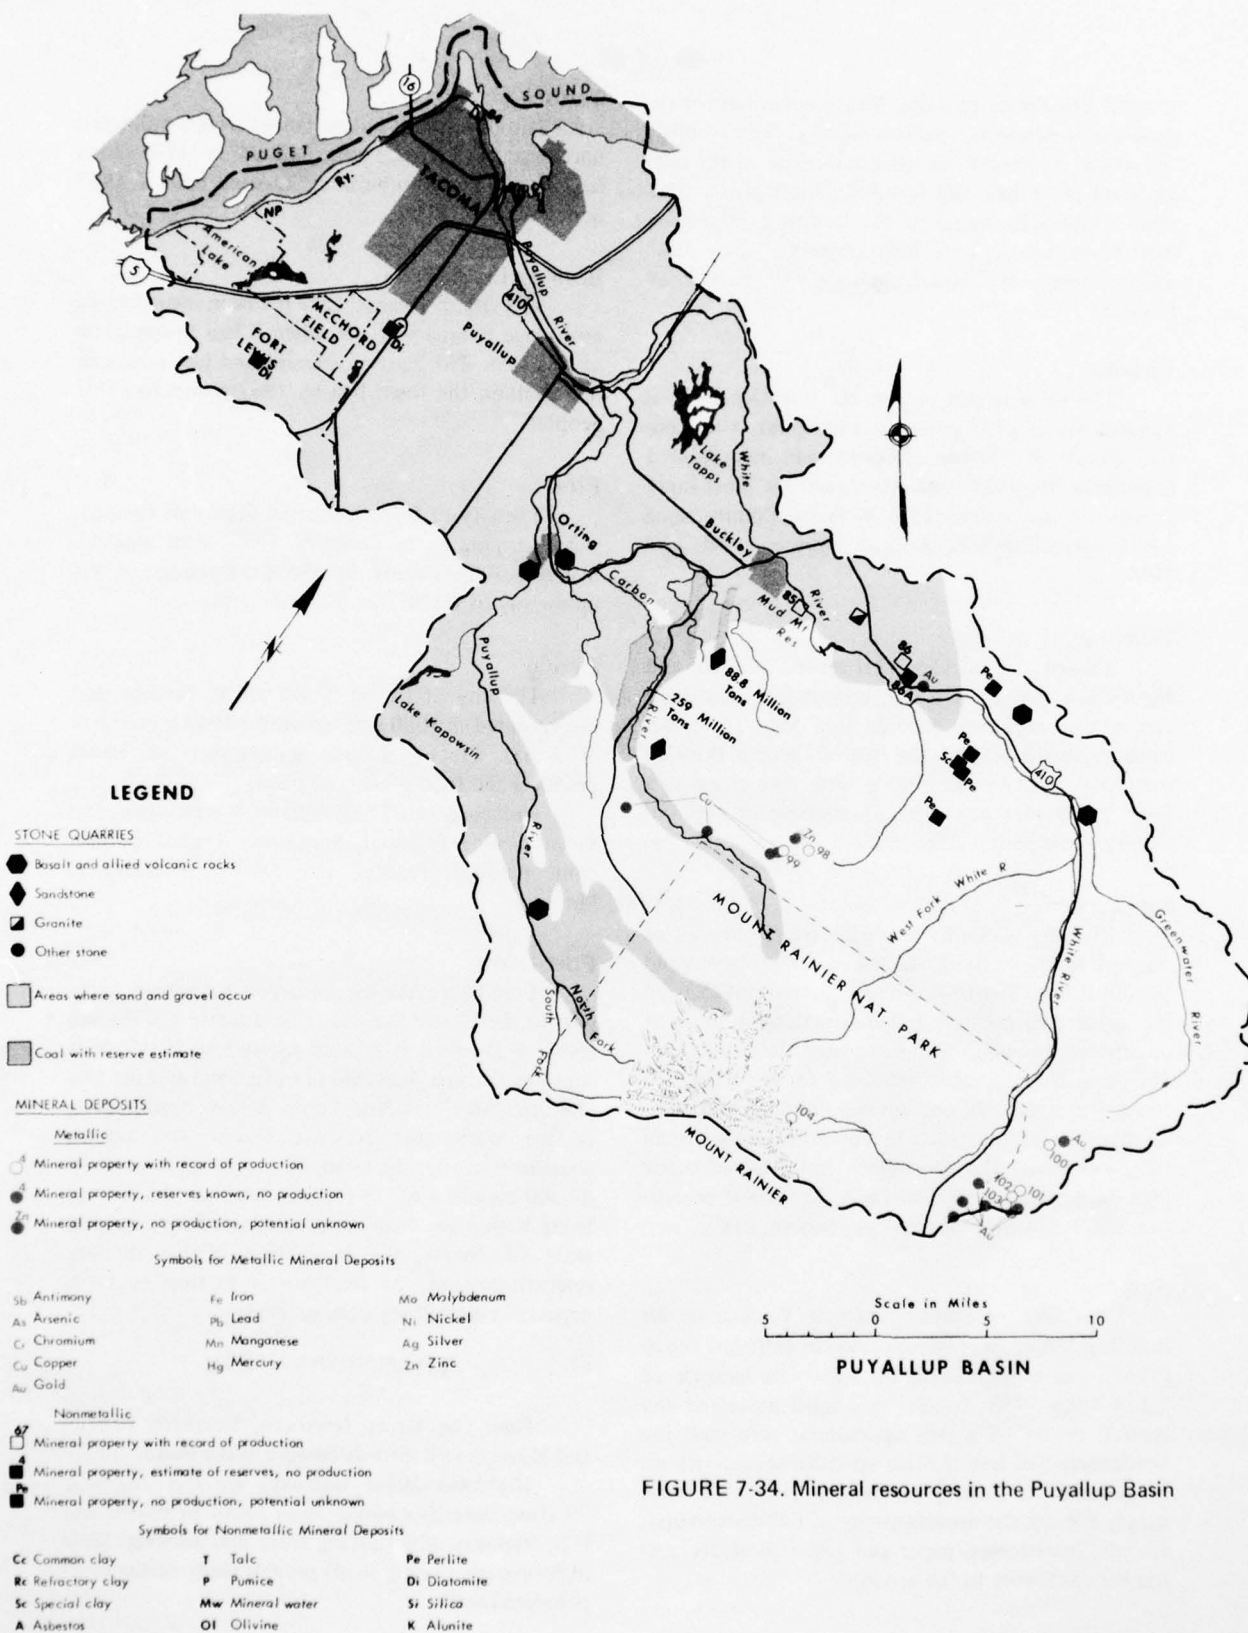 16
SOUND
84
PUGET
TACOMA
RY.
NP
American
Lake
5
Puyallup
River
410
McCHORD
FIELD
7
Di
FORT
LEWIS
Di
Puyallup
Lake
Tapps
White
Orting
Buckley
Carbon
85
Mud Mt
Res
River
86
86A
Au
Pe
N
Puyallup
88.8 Million
Tons
259 Million
Tons
River
Lake Kapowsin
Pe
Sc
Pe
Pe
410
Cu
Zn
98
99
River
MOUNT RAINIER NAT. PARK
West Fork White R
White River
Greenwater
River
South
Fork
North
Fork
104
MOUNT RAINIER
Au
100
102
101
103
Au
LEGEND
STONE QUARRIES
Basalt and allied volcanic rocks
Sandstone
Granite
Other stone
Areas where sand and gravel occur
Coal with reserve estimate
MINERAL DEPOSITS
Metallic
4
Mineral property with record of production
4
Mineral property, reserves known, no production
Zn
Mineral property, no production, potential unknown
Symbols for Metallic Mineral Deposits
Sb Antimony Fe Iron Mo Molybdenum
As Arsenic Pb Lead Ni Nickel
Cr Chromium Mn Manganese Ag Silver
Cu Copper Hg Mercury Zn Zinc
Au Gold
Nonmetallic
67
Mineral property with record of production
4
Mineral property, estimate of reserves, no production
Pe
Mineral property, no production, potential unknown
Symbols for Nonmetallic Mineral Deposits
Cc Common clay T Talc Pe Perlite
Rc Refractory clay P Pumice Di Diatomite
Sc Special clay Mw Mineral water Si Silica
A Asbestos Ol Olivine K Alunite
Scale in Miles
5 0 5 10
PUYALLUP BASIN
FIGURE 7-34. Mineral resources in the Puyallup Basin